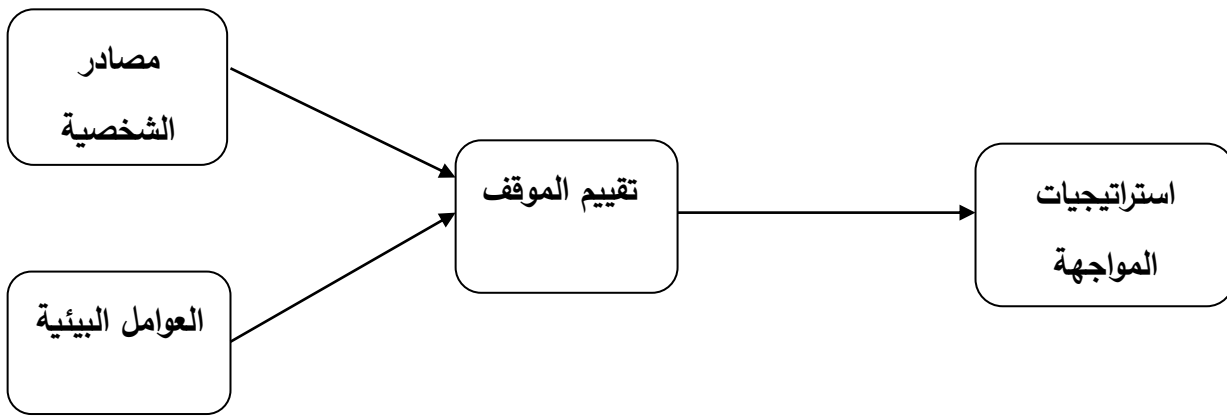 مصادر
الشخصية
تقييم الموقف
استراتيجيات
المواجهة
العوامل البيئية